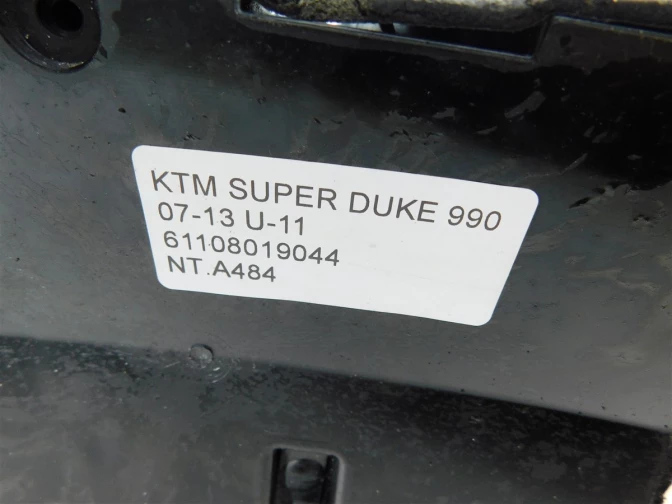 KTM SUPER DUKE 990
07-13 U-11
61108019044
NT.A484